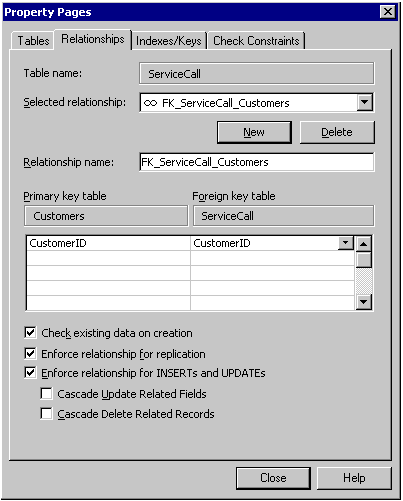 Property Pages
Tables Relationships Indexes/Keys Check Constraints
Table name: ServiceCall
Selected relationship: FK_ServiceCall_Customers
New Delete
Relationship name: FK_ServiceCall_Customers
Primary key table Foreign key table
Customers ServiceCall
CustomerID CustomerID
Check existing data on creation
Enforce relationship for replication
Enforce relationship for INSERTs and UPDATEs
Cascade Update Related Fields
Cascade Delete Related Records
Close Help